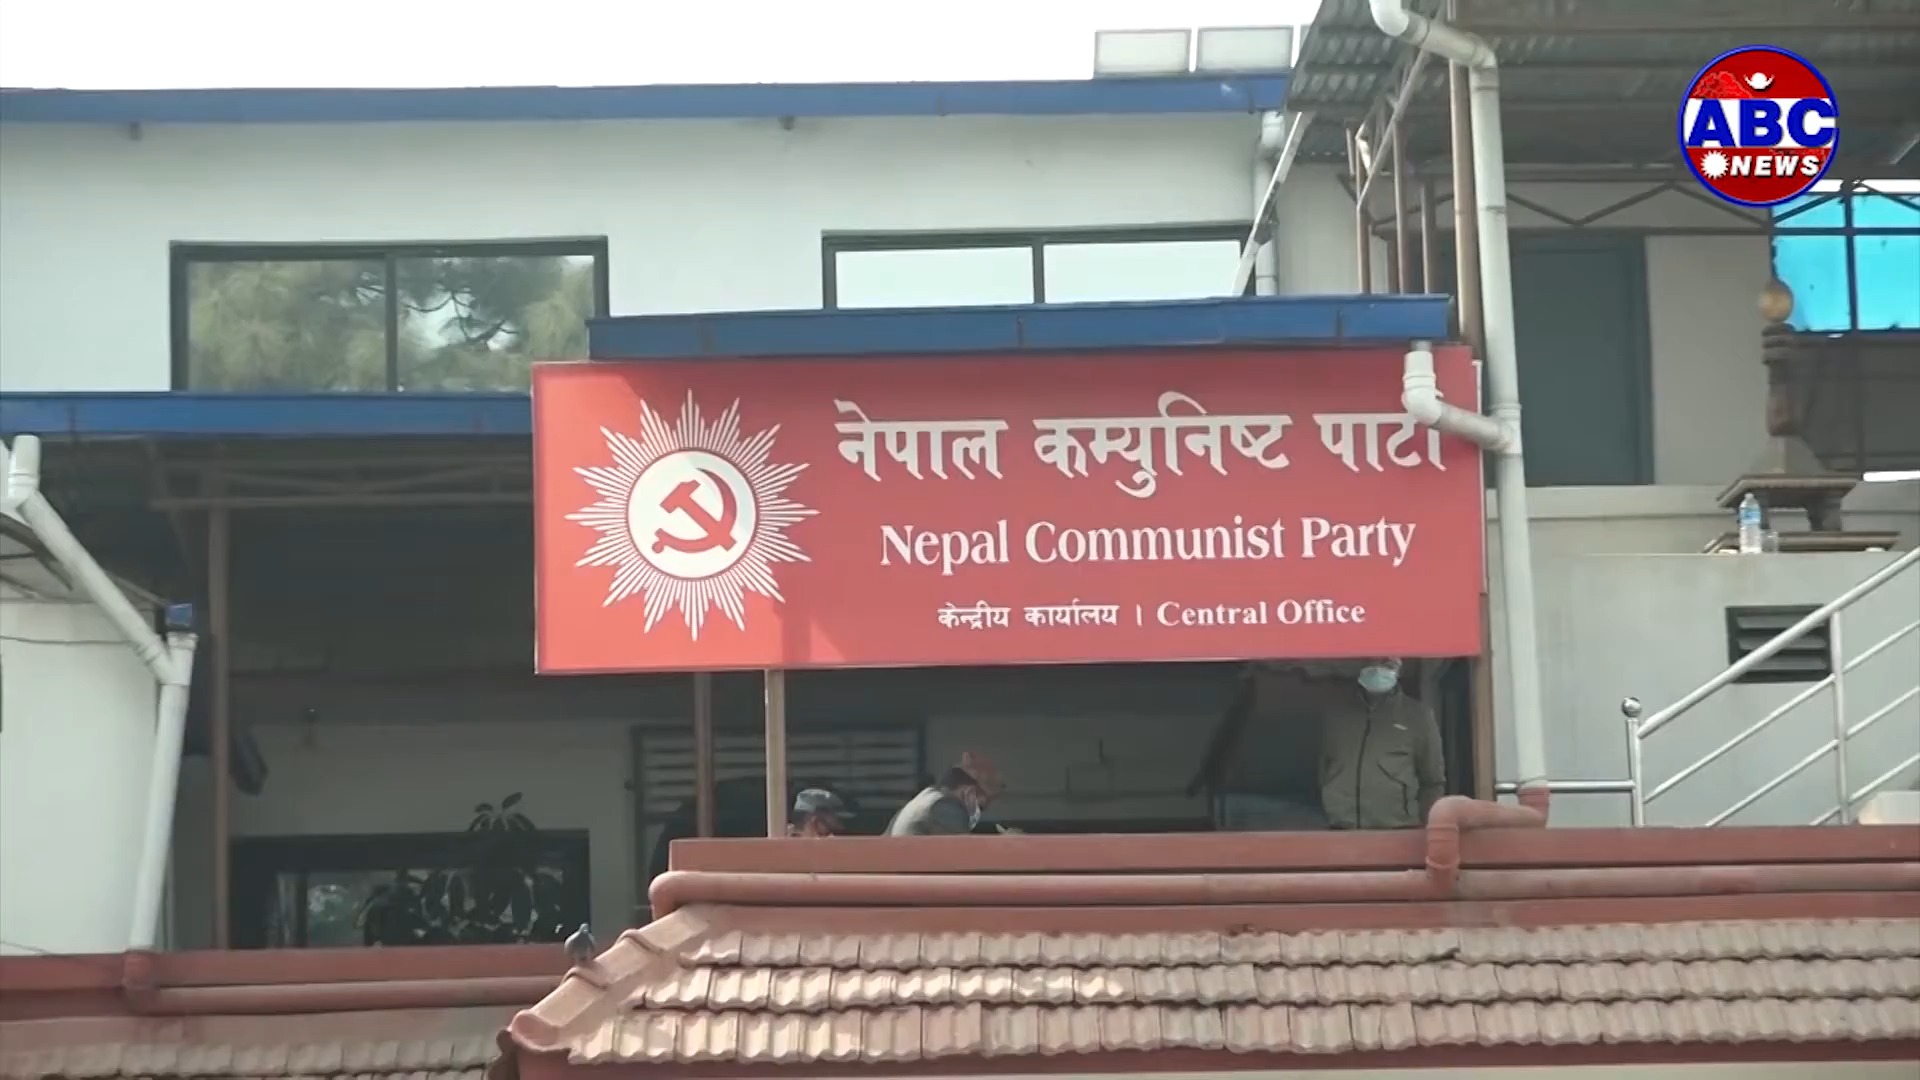 ABC
NEWS
नेपाल कम्युनिष्ट पार्टी
Nepal Communist Party
केन्द्रीय कार्यालय । Central Office